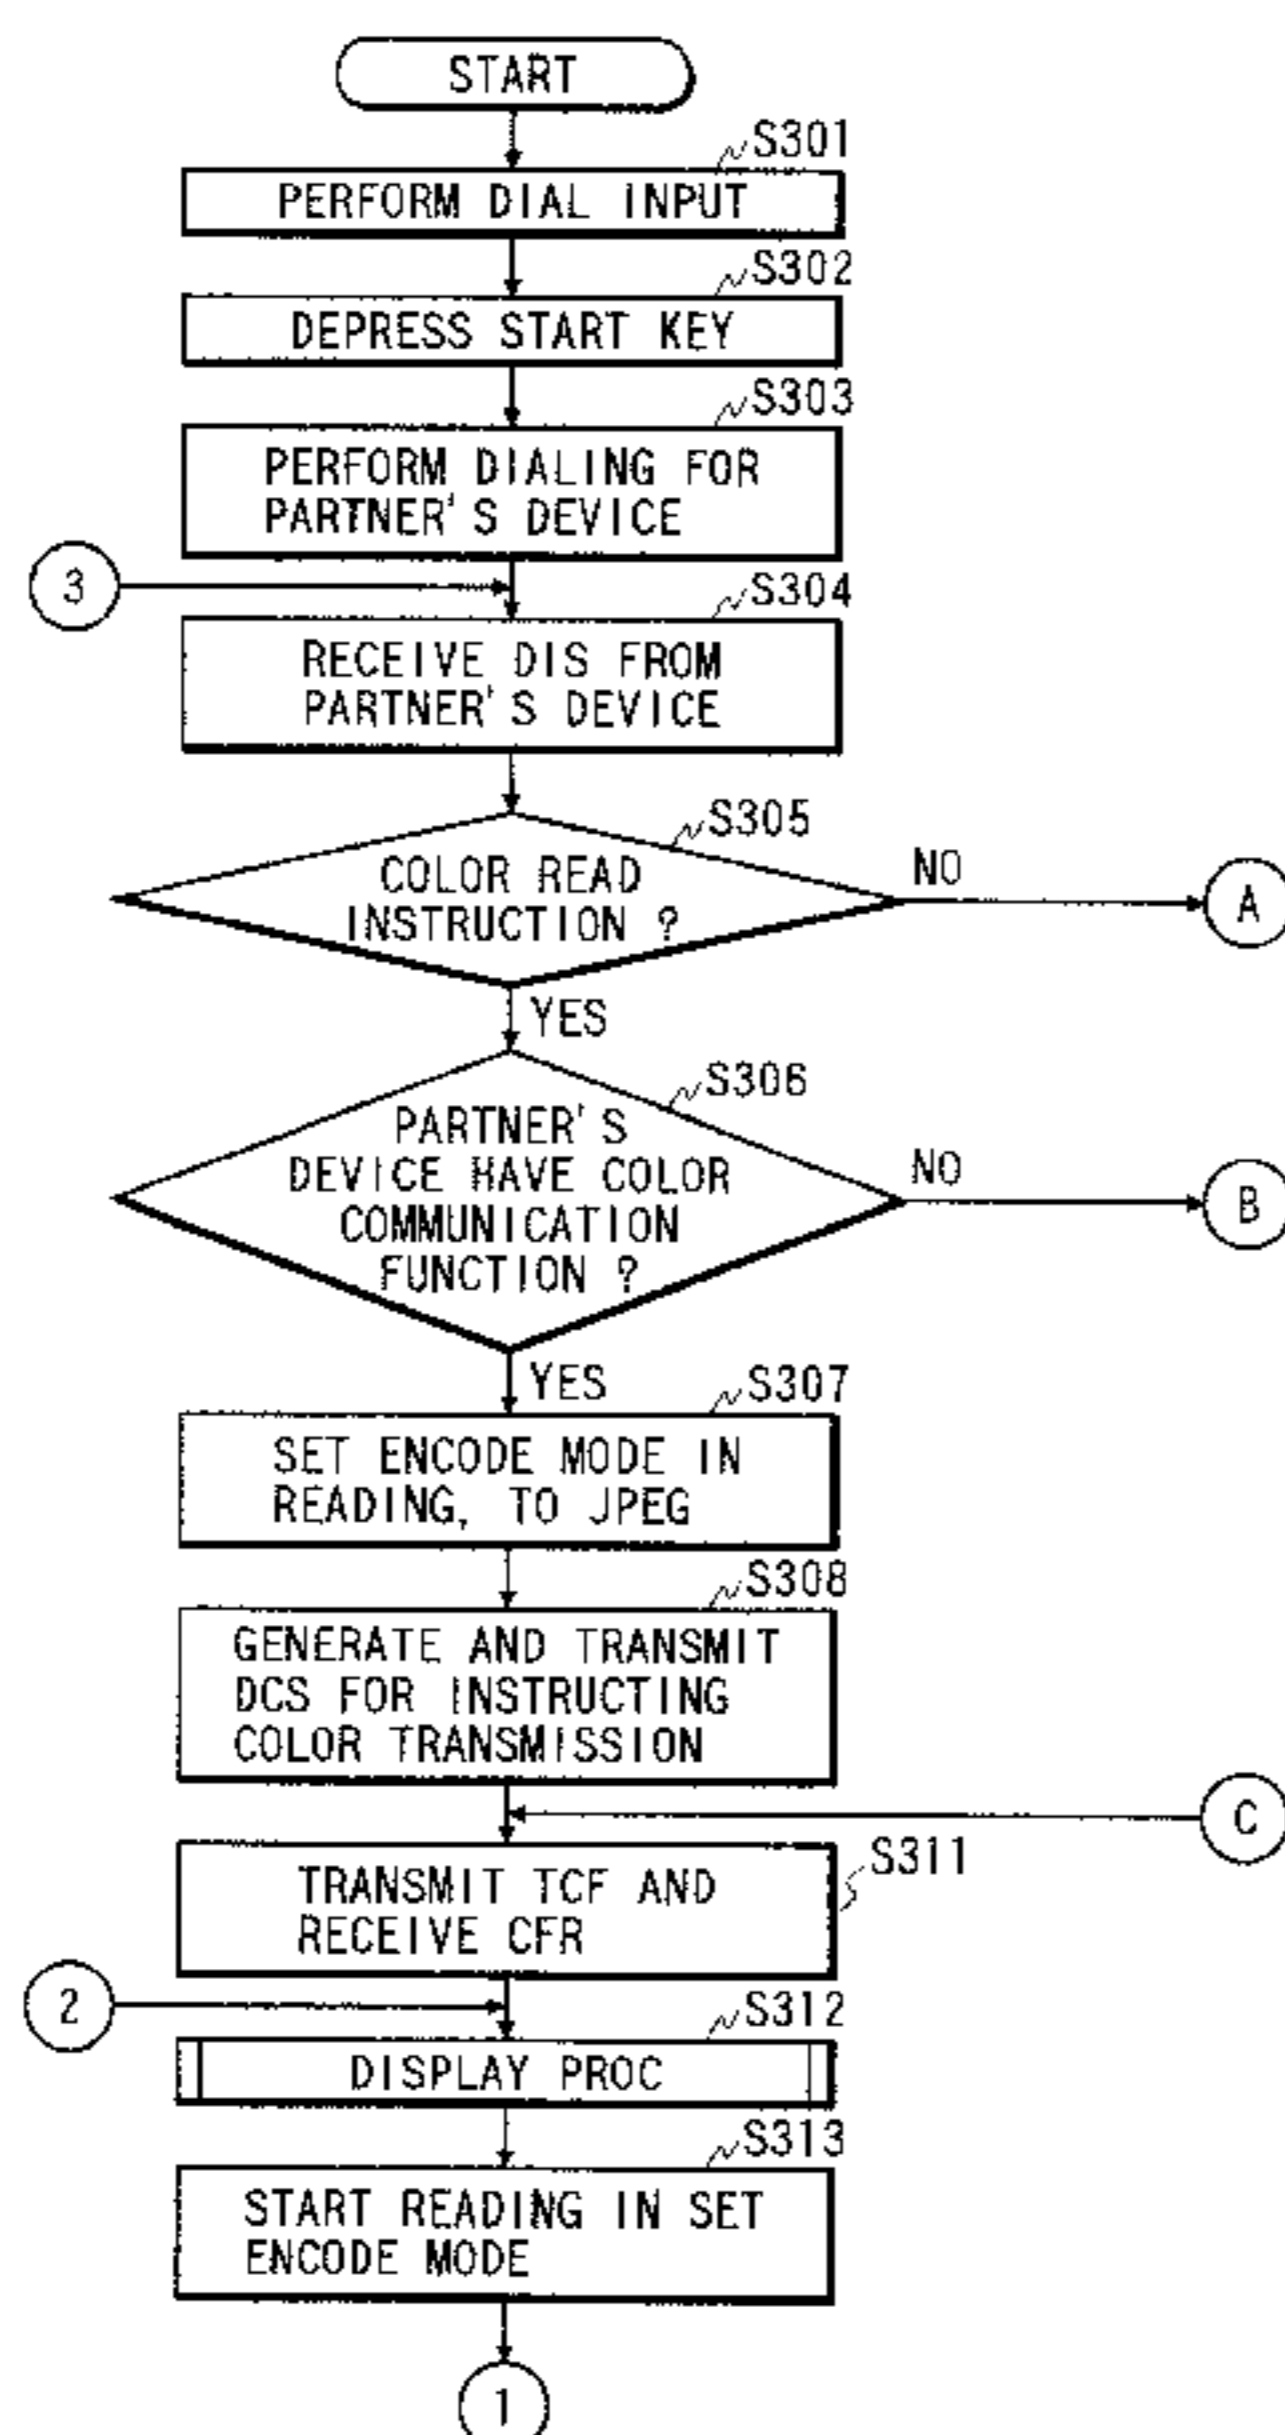 START
S301
PERFORM DIAL INPUT
S302
DEPRESS START KEY
S303
PERFORM DIALING FOR
PARTNER'S DEVICE
3
S304
RECEIVE DIS FROM
PARTNER'S DEVICE
S305
COLOR READ
INSTRUCTION ?
NO
A
YES
S306
PARTNER'S
DEVICE HAVE COLOR
COMMUNICATION
FUNCTION ?
NO
B
YES
S307
SET ENCODE MODE IN
READING, TO JPEG
S308
GENERATE AND TRANSMIT
DCS FOR INSTRUCTING
COLOR TRANSMISSION
C
S311
TRANSMIT TCF AND
RECEIVE CFR
2
S312
DISPLAY PROC
S313
START READING IN SET
ENCODE MODE
1